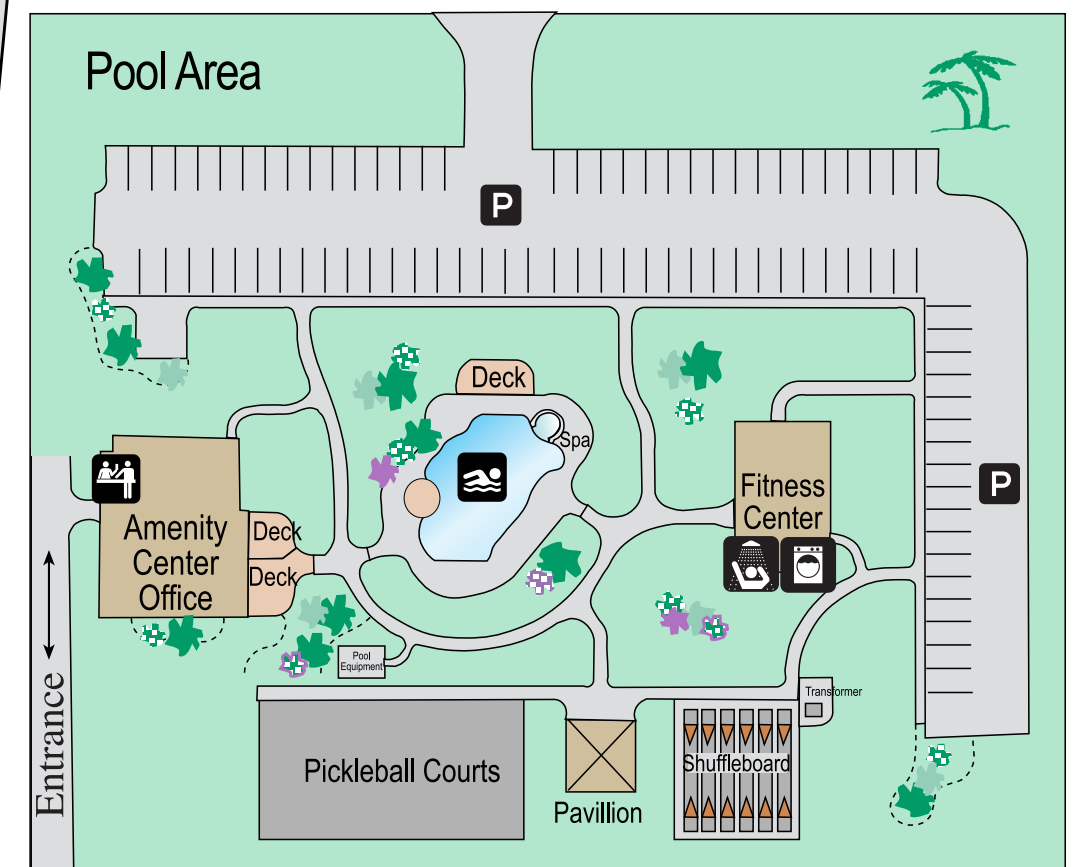 Pool Area
P
Deck
Spa
P
Fitness
Center
Amenity
Center
Office
Deck
Deck
Pool
Equipment
Transformer
Entrance
Pickleball Courts
Shuffleboard
Pavillion